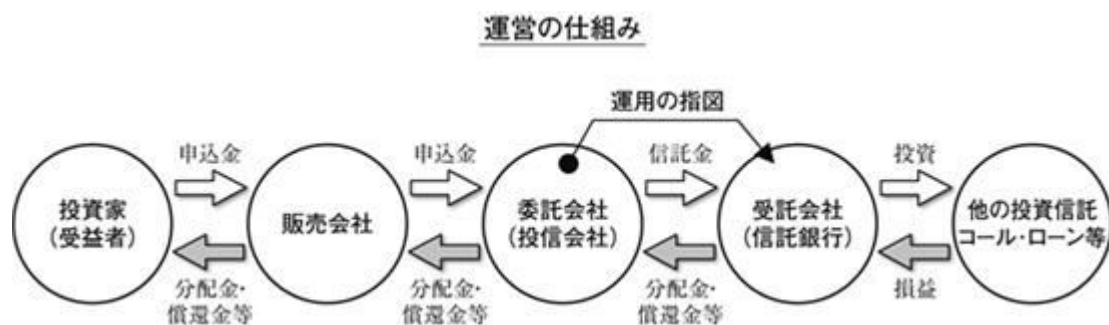 運営の仕組み
運用の指図
申込金
申込金
信託金
投資
投資家
(受益者)
販売会社
委託会社
(投信会社)
受託会社
(信託銀行)
他の投資信託
コール・ローン等
分配金・
償還金等
分配金・
償還金等
分配金・
償還金等
損益